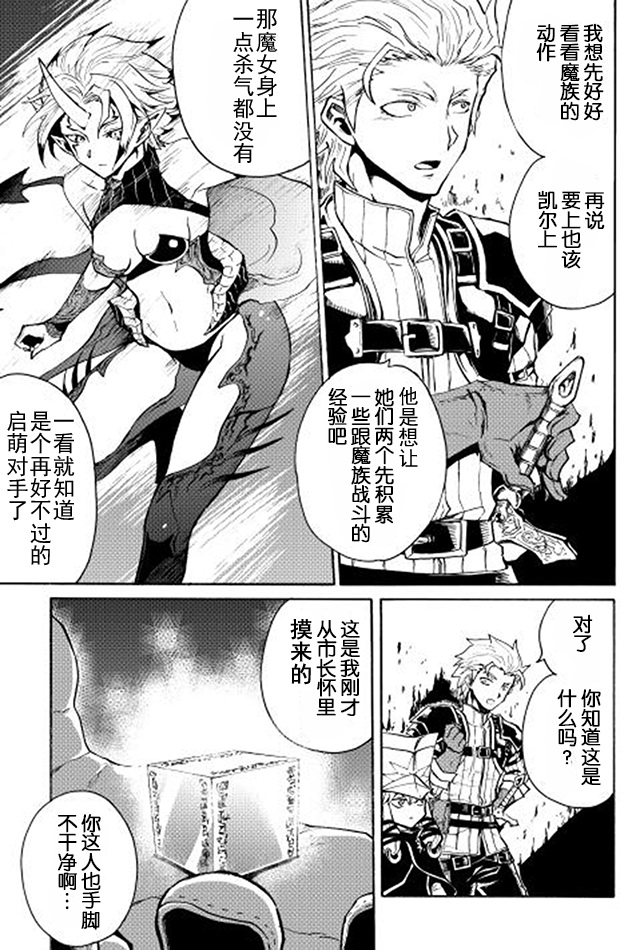 我想先好好
看看魔族的
动作
再说
要上也该
凯尔上
他是想让
她们两个先积累
一些跟魔族战斗的
经验吧
那魔女身上
一点杀气都没
有
一看就知道
是个再好不过的
启萌对手了
对了
你知道这是
什么吗？
这是我刚才
从市长怀里
摸来的
你这人也手脚
不干净啊…